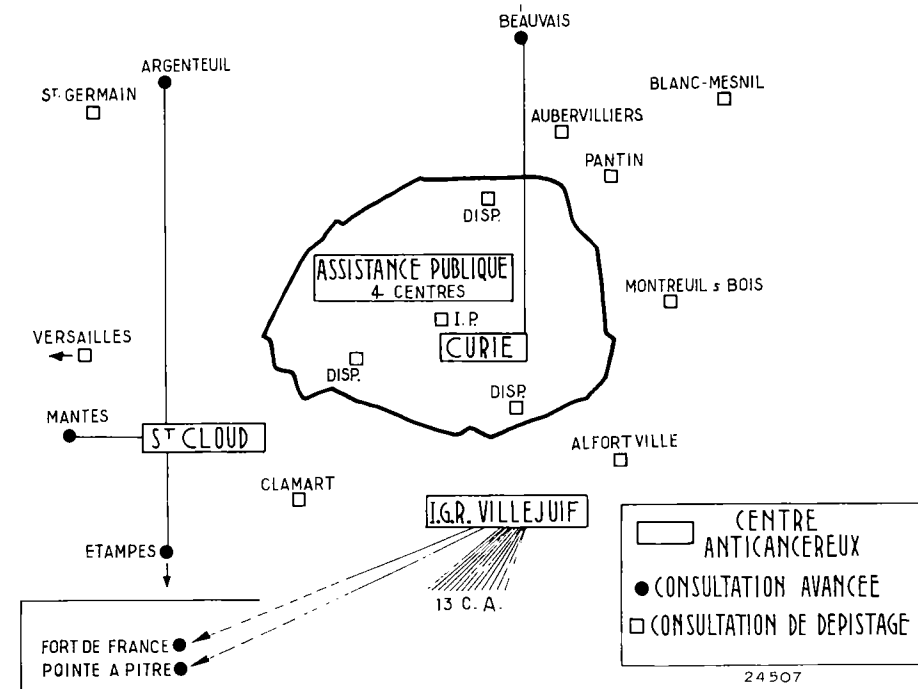 BEAUVAIS
ARGENTEUIL
ST. GERMAIN
BLANC-MESNIL
AUBERVILLIERS
PANTIN
DISP.
ASSISTANCE PUBLIQUE
4 CENTRES
MONTREUIL s BOIS
I.P.
CURIE
VERSAILLES
DISP.
DISP.
MANTES
ST CLOUD
ALFORTVILLE
CLAMART
I.G.R. VILLEJUIF
CENTRE
ANTICANCEREUX
ETAMPES
CONSULTATION AVANCEE
13 C.A.
CONSULTATION DE DEPISTAGE
FORT DE FRANCE
POINTE A PITRE
24507